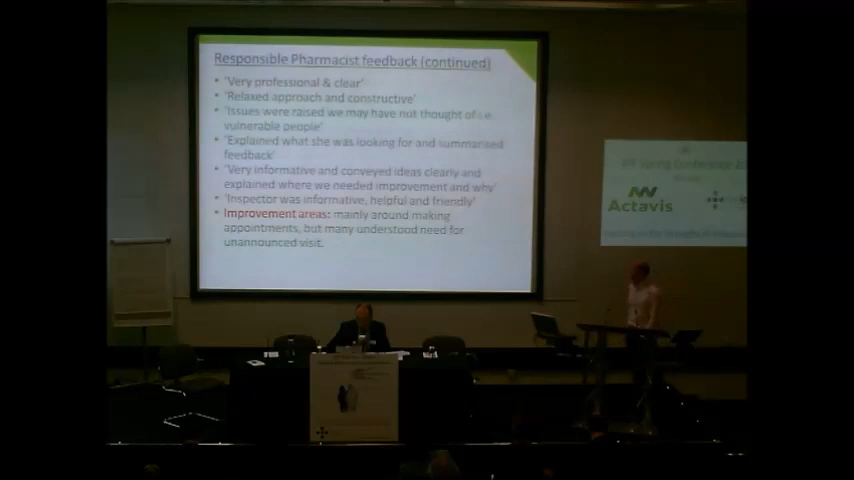 Responsible Pharmacist feedback (continued)
• 'Very professional & clear'
• 'Relaxed approach and constructive'
• 'Issues were raised we may have not thought of i.e.
vulnerable people'
• 'Explained what she was looking for and summarised
feedback'
• 'Very informative and conveyed ideas clearly and
explained where we needed improvement and why'
• 'Inspector was informative, helpful and friendly'
• Improvement areas: mainly around making
appointments, but many understood need for
unannounced visit.
Spring Conference
Actavis